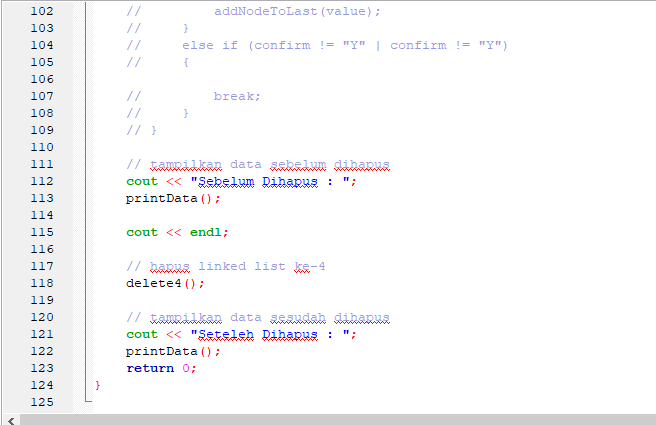 102 // addNodeToLast(value);
103 // }
104 // else if (confirm != "Y" | confirm != "Y")
105 // {
106
107 // break;
108 // }
109 // }
110
111 // tampilkan data sebelum dihapus
112 cout << "Sebelum Dihapus : ";
113 printData();
114
115 cout << endl;
116
117 // hapus linked list ke-4
118 delete4();
119
120 // tampilkan data sesudah dihapus
121 cout << "Seteleh Dihapus : ";
122 printData();
123 return 0;
124 }
125